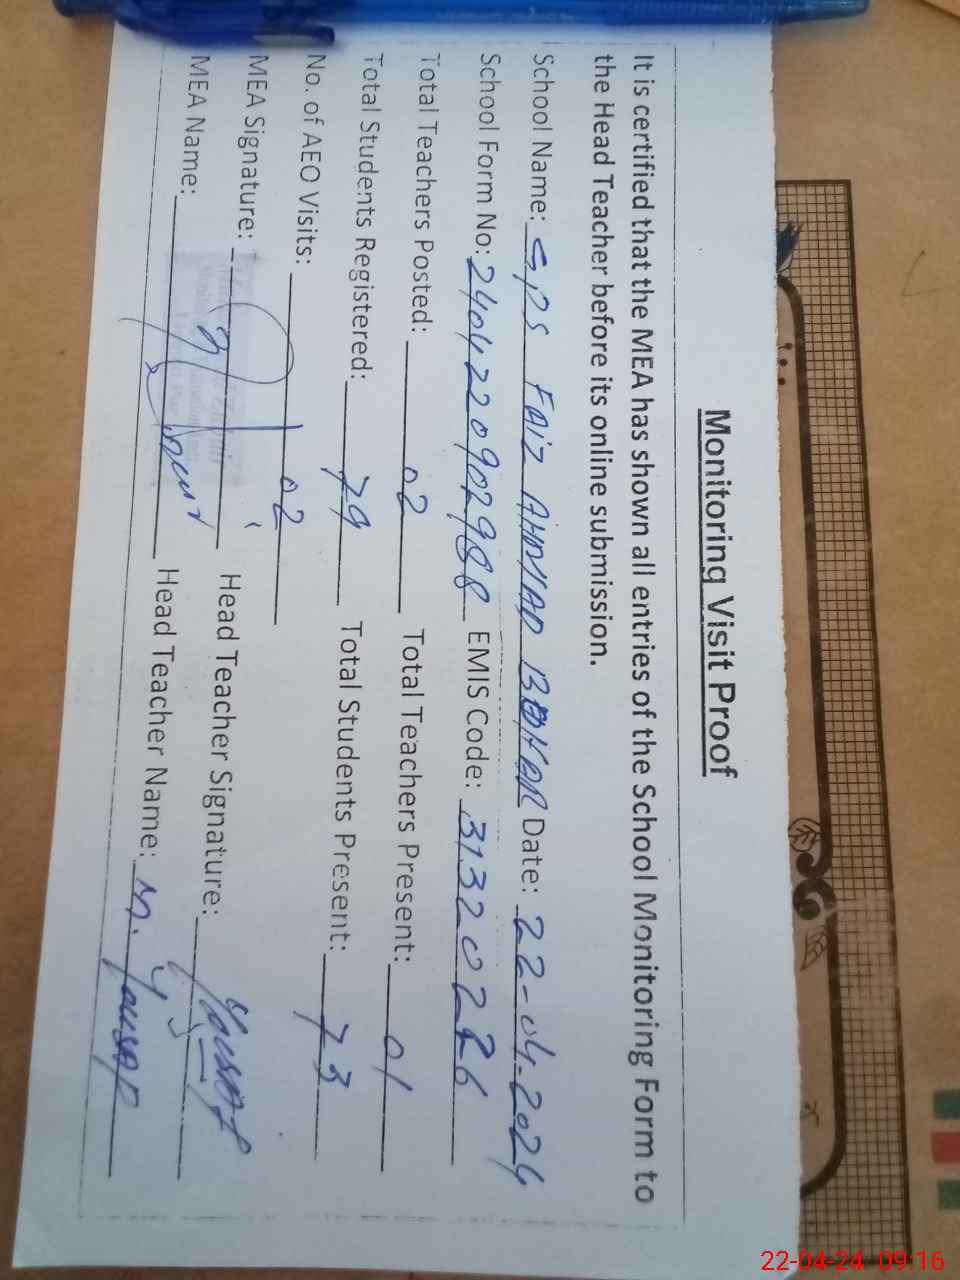 Monitoring Visit Proof
It is certified that the MEA has shown all entries of the School Monitoring Form to
the Head Teacher before its online submission.
School Name: GPS FAiZ AHMAD Date: 22-04-2024
School Form No: 2404220902988 EMIS Code: 31320226
Total Teachers Posted: 02 Total Teachers Present: 01
Total Students Registered: 79 Total Students Present: 73
No. of AEO Visits: 02
MEA Signature: Head Teacher Signature: Yousaf
MEA Name: Head Teacher Name: M. Yousaf
22-04-24 09:16